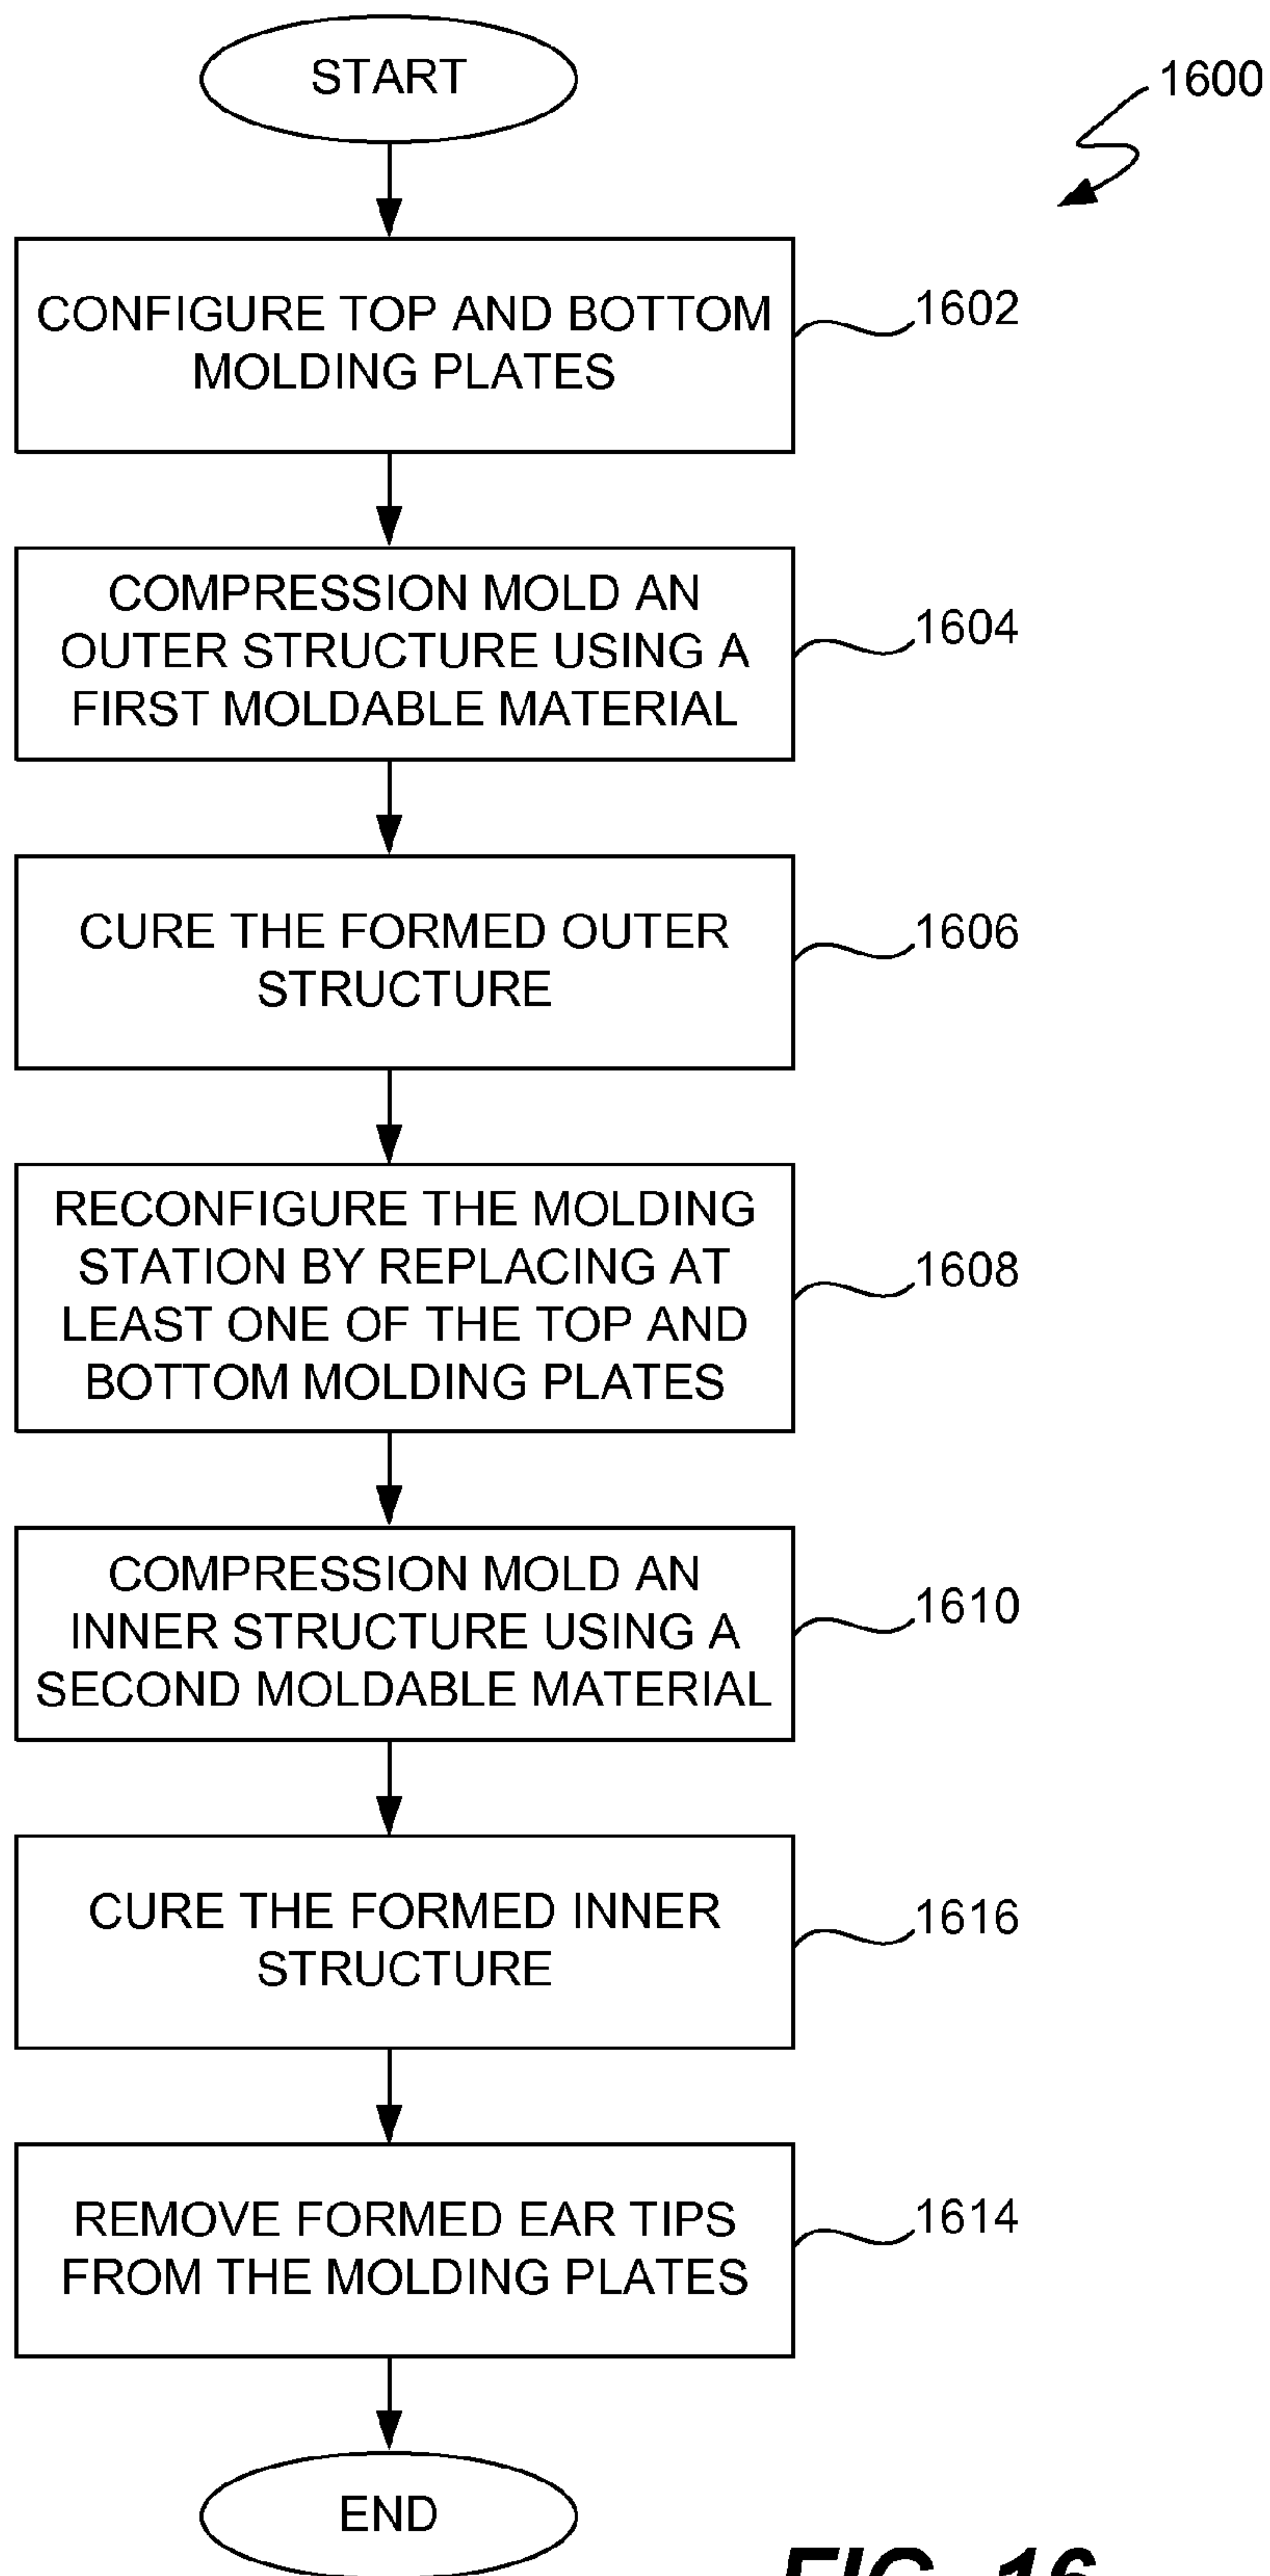 START
1600
CONFIGURE TOP AND BOTTOM
MOLDING PLATES
1602
COMPRESSION MOLD AN
OUTER STRUCTURE USING A
FIRST MOLDABLE MATERIAL
1604
CURE THE FORMED OUTER
STRUCTURE
1606
RECONFIGURE THE MOLDING
STATION BY REPLACING AT
LEAST ONE OF THE TOP AND
BOTTOM MOLDING PLATES
1608
COMPRESSION MOLD AN
INNER STRUCTURE USING A
SECOND MOLDABLE MATERIAL
1610
CURE THE FORMED INNER
STRUCTURE
1616
REMOVE FORMED EAR TIPS
FROM THE MOLDING PLATES
1614
END
FIG. 16